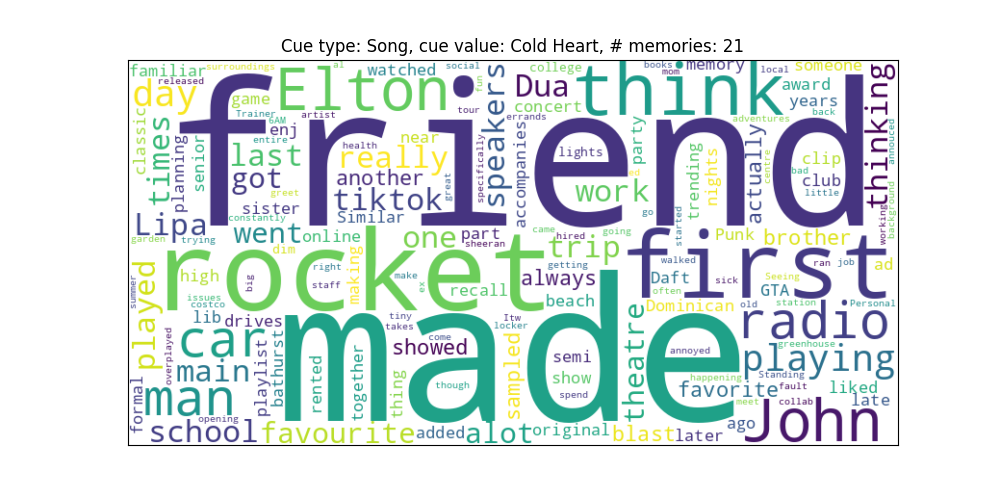 Cue type: Song, cue value: Cold Heart, # memories: 21
surroundings al social books memory someone
familiar watched college mom local
released Elton Dua think award
day game fun concert years
Trainer 6AM artist tour errands adventures back
classic times planning senior enj entire last really near health great specifically speakers accompanies lights party trending nights actually centre clip thinking annouced
friend
got another work bad club little
sister greet tiktok background
Lipa constantly Similar came go started working
went online one part going walked Punk brother
garden trying dim sheeran hired trip Daft ran job ad
high right making getting always first sick Seeing
rocket
issues big staff make recall beach often GTA station Personal
summer played costco ex tiny Itw Dominican old radio
lib drives takes locker
car showed come semi annoyed greenhouse
overplayed main playlist bathurst rented together thing though sampled show theatre happening playing
made
spend Standing fault liked
formal man favorite meet collab late
school opening favourite added alot original blast later ago John